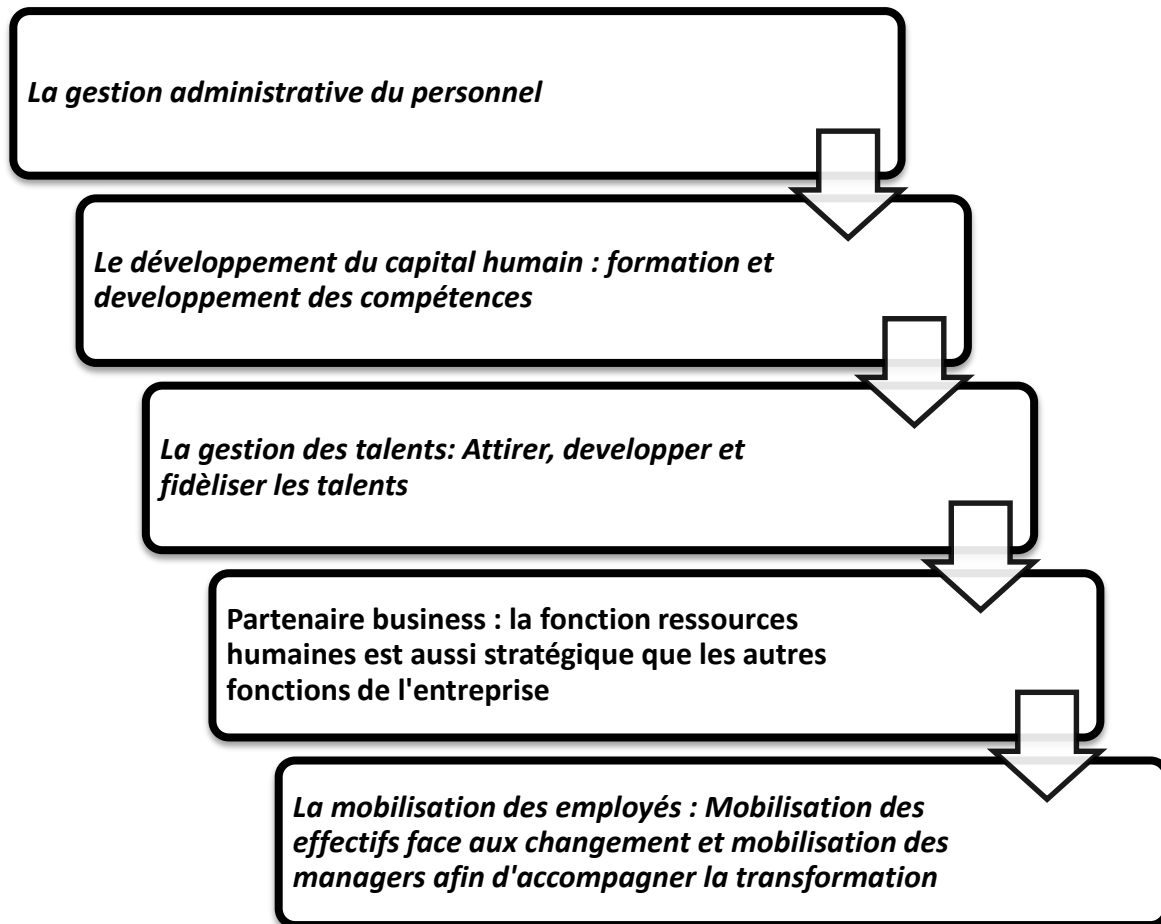 La gestion administrative du personnel
Le développement du capital humain : formation et
developpement des compétences
La gestion des talents: Attirer, developper et
fidèliser les talents
Partenaire business : la fonction ressources
humaines est aussi stratégique que les autres
fonctions de l'entreprise
La mobilisation des employés : Mobilisation des
effectifs face aux changement et mobilisation des
managers afin d'accompagner la transformation